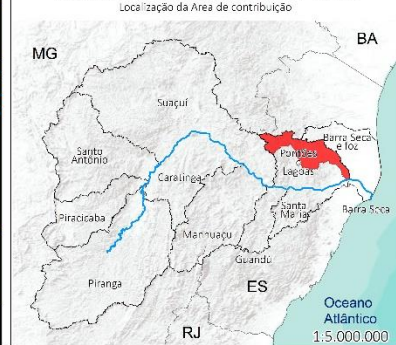 Localização da Area de contribuição
MG
BA
Suaçuí
Santo
Antônio
Barra Seca
e Foz
Pontões
e
Lagoas
Caratinga
Piracicaba
Santa
Maria
Barra Seca
Manhuaçu
Guandu
Piranga
ES
Oceano
Atlântico
RJ
1:5.000.000